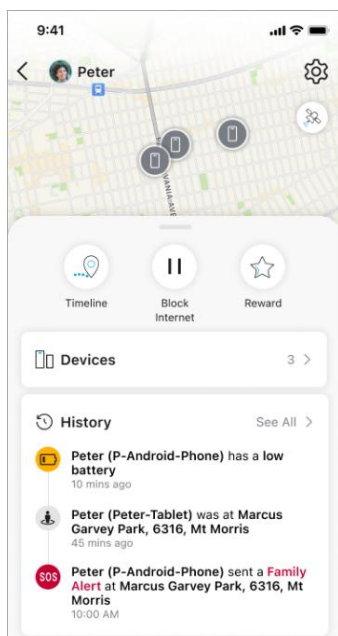 9:41
Peter
VANIA AVE
Timeline
Block
Internet
Reward
Devices
3
History
See All
Peter (P-Android-Phone) has a low
battery
10 mins ago
Peter (Peter-Tablet) was at Marcus
Garvey Park, 6316, Mt Morris
45 mins ago
SOS
Peter (P-Android-Phone) sent a Family
Alert at Marcus Garvey Park, 6316, Mt
Morris
10:00 AM